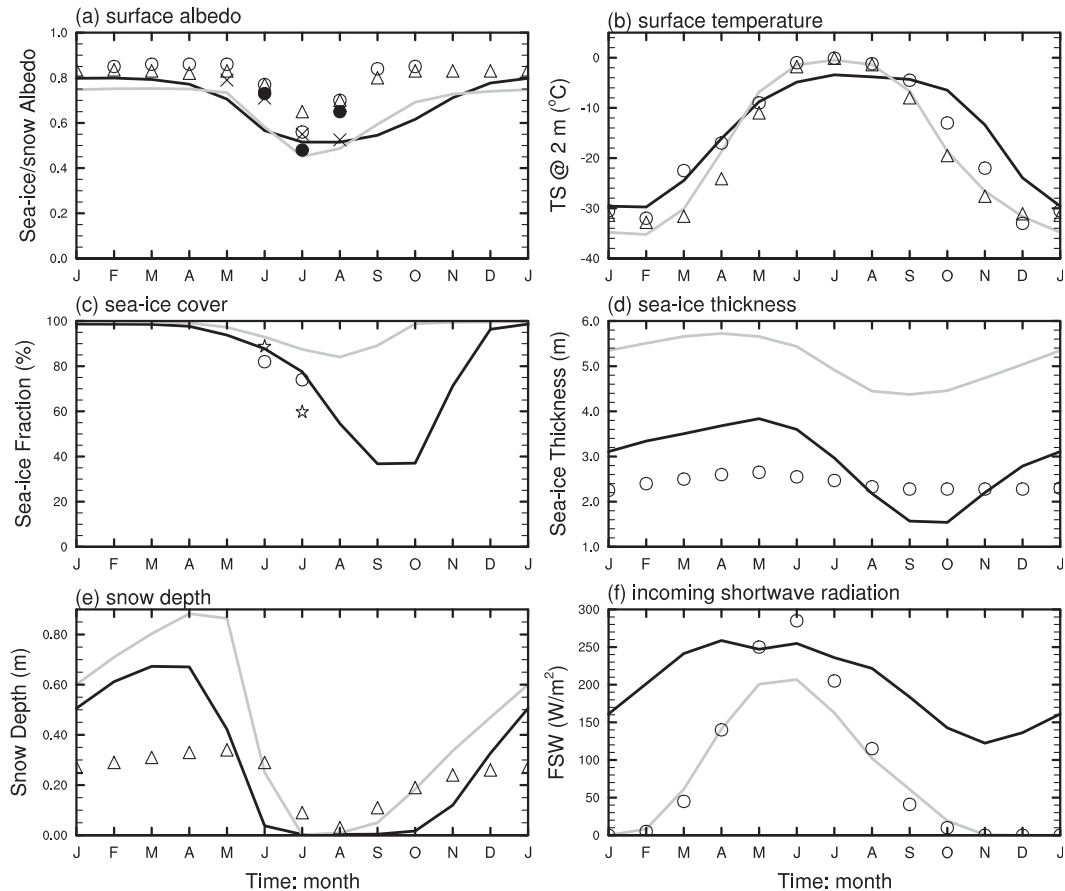 (a) surface albedo
Sea-ice/snow Albedo
1.0
0.8
0.6
0.4
0.2
0.0
J F M A M J J A S O N D J
(b) surface temperature
TS @ 2 m (°C)
0
-10
-20
-30
-40
J F M A M J J A S O N D J
(c) sea-ice cover
Sea-ice Fraction (%)
100
80
60
40
20
0
J F M A M J J A S O N D J
(d) sea-ice thickness
Sea-ice Thickness (m)
6.0
5.0
4.0
3.0
2.0
1.0
J F M A M J J A S O N D J
(e) snow depth
Snow Depth (m)
0.80
0.60
0.40
0.20
0.00
J F M A M J J A S O N D J
Time: month
(f) incoming shortwave radiation
FSW (W/m²)
300
250
200
150
100
50
0
J F M A M J J A S O N D J
Time: month